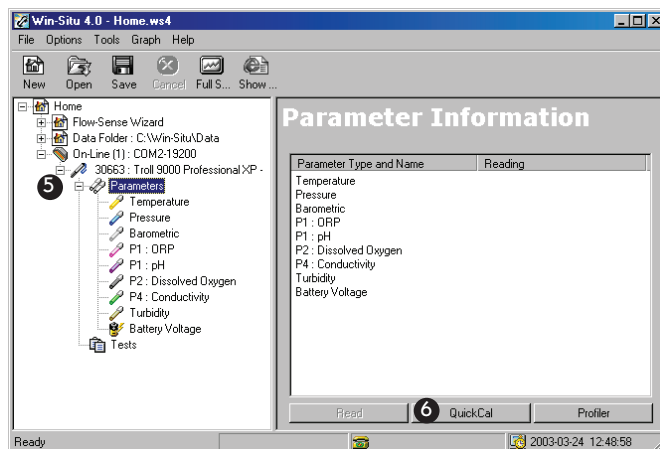 Win-Situ 4.0 - Home.ws4
File Options Tools Graph Help
New Open Save Cancel Full S... Show ...
Home
Flow-Sense Wizard
Data Folder : C:\Win-Situ\Data
On-Line (1) : COM2-19200
30663 : Troll 9000 Professional XP -
5
Parameters
Temperature
Pressure
Barometric
P1 : ORP
P1 : pH
P2 : Dissolved Oxygen
P4 : Conductivity
Turbidity
Battery Voltage
Tests
Parameter Information
Parameter Type and Name Reading
Temperature
Pressure
Barometric
P1 : ORP
P1 : pH
P2 : Dissolved Oxygen
P4 : Conductivity
Turbidity
Battery Voltage
Read 6 QuickCal Profiler
Ready 2003-03-24 12:48:58